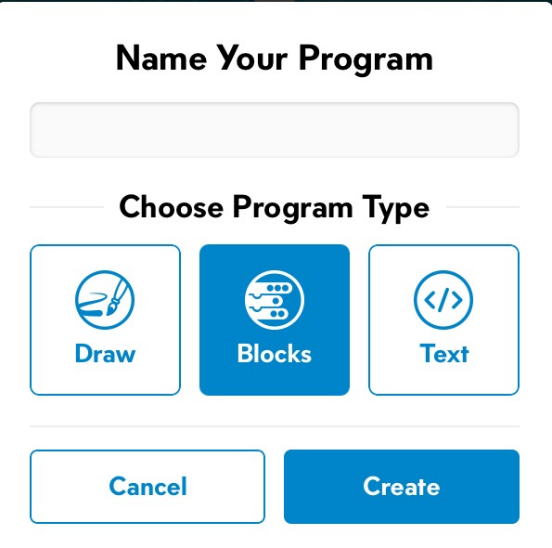 Name Your Program
Choose Program Type
Draw
Blocks
</> Text
Cancel
Create